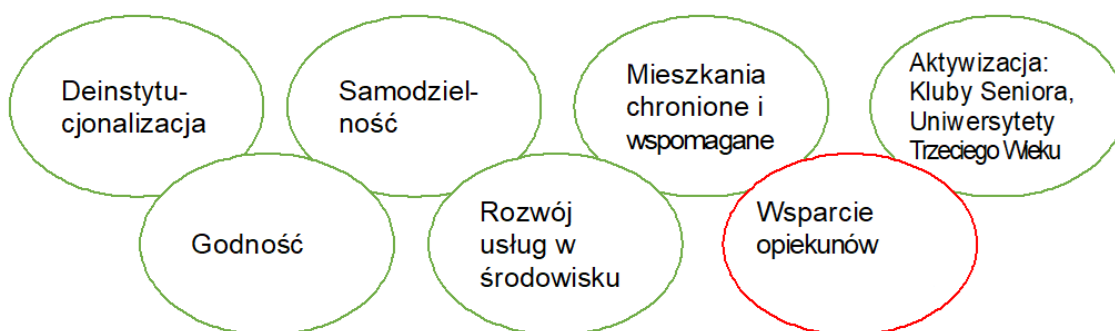 Deinstytu-
cjonalizacja
Samodziel-
ność
Mieszkania
chronione i
wspomagane
Aktywizacja:
Kluby Seniora,
Uniwersytety
Trzeciego Wieku
Godność
Rozwój
usług w
środowisku
Wsparcie
opiekunów